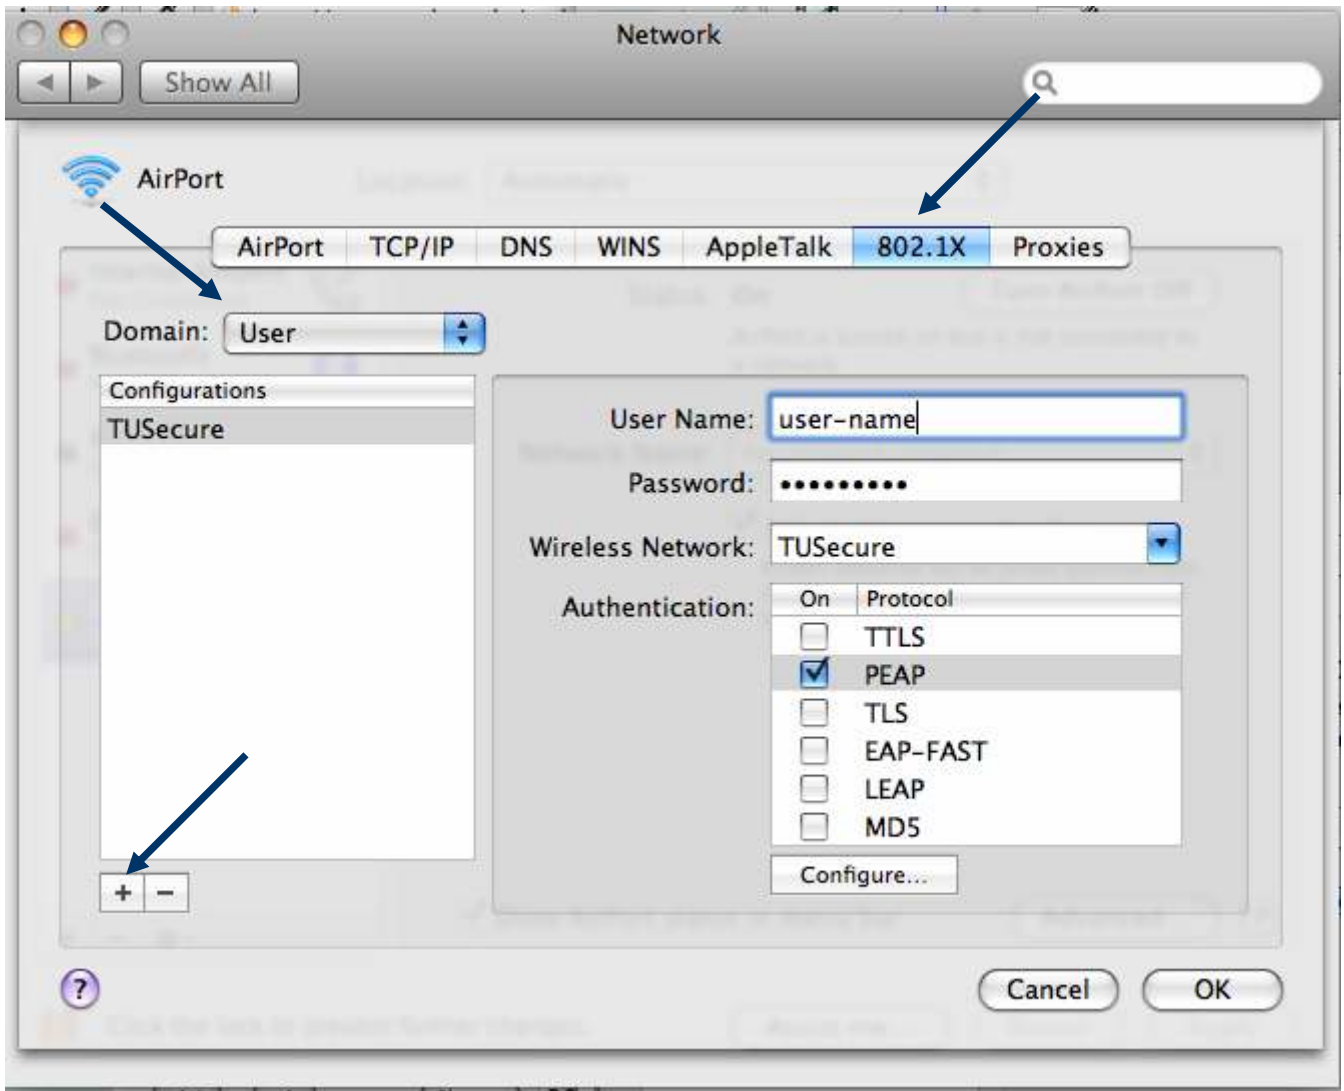 Network
Show All
AirPort
AirPort TCP/IP DNS WINS AppleTalk 802.1X Proxies
Domain: User
Configurations
TUSecure
User Name: user-name
Password: •••••••••
Wireless Network: TUSecure
Authentication:
On Protocol
TTLS
PEAP
TLS
EAP-FAST
LEAP
MD5
Configure...
+ −
? Cancel OK